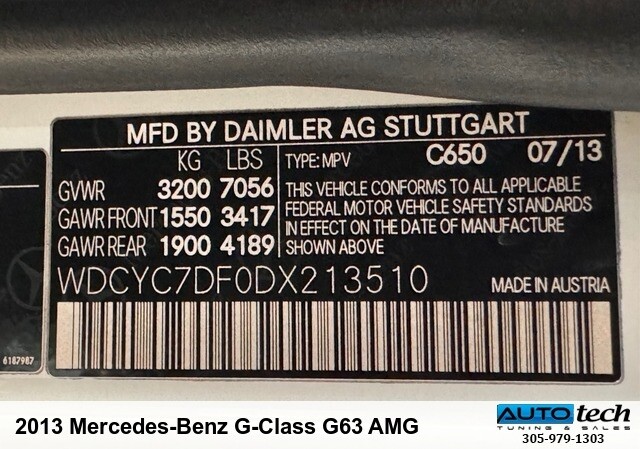 MFD BY DAIMLER AG STUTTGART
KG LBS TYPE: MPV C650 07/13
GVWR 3200 7056 THIS VEHICLE CONFORMS TO ALL APPLICABLE
GAWR FRONT 1550 3417 FEDERAL MOTOR VEHICLE SAFETY STANDARDS
IN EFFECT ON THE DATE OF MANUFACTURE
GAWR REAR 1900 4189 SHOWN ABOVE
WDCYC7DF0DX213510 MADE IN AUSTRIA
6187987
2013 Mercedes-Benz G-Class G63 AMG
AUTOtech
TUNING & SALES
305-979-1303